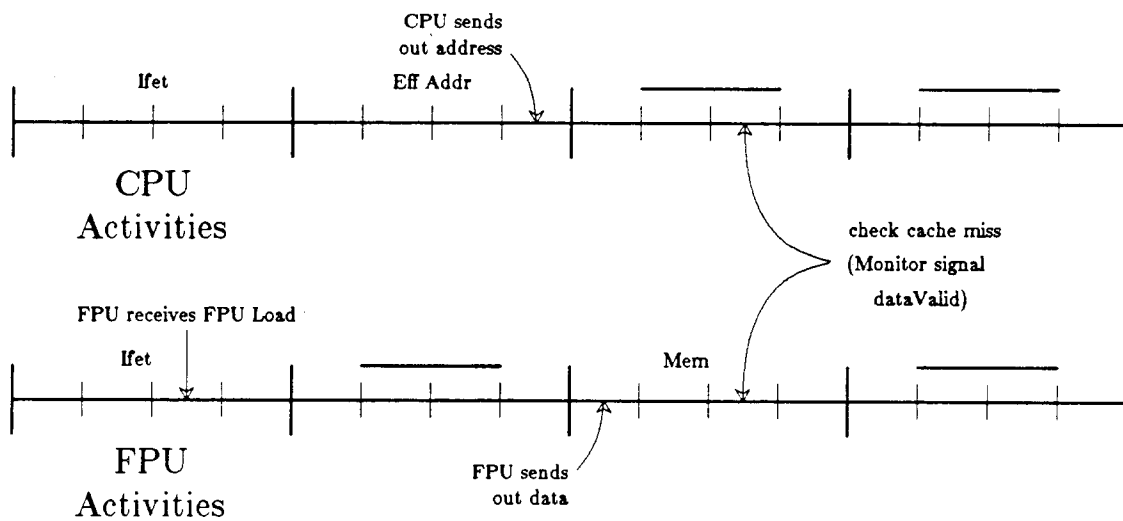 CPU sends
out address
Ifet
Eff Addr
CPU
Activities
check cache miss
(Monitor signal
dataValid)
FPU receives FPU Load
Ifet
Mem
FPU sends
out data
FPU
Activities